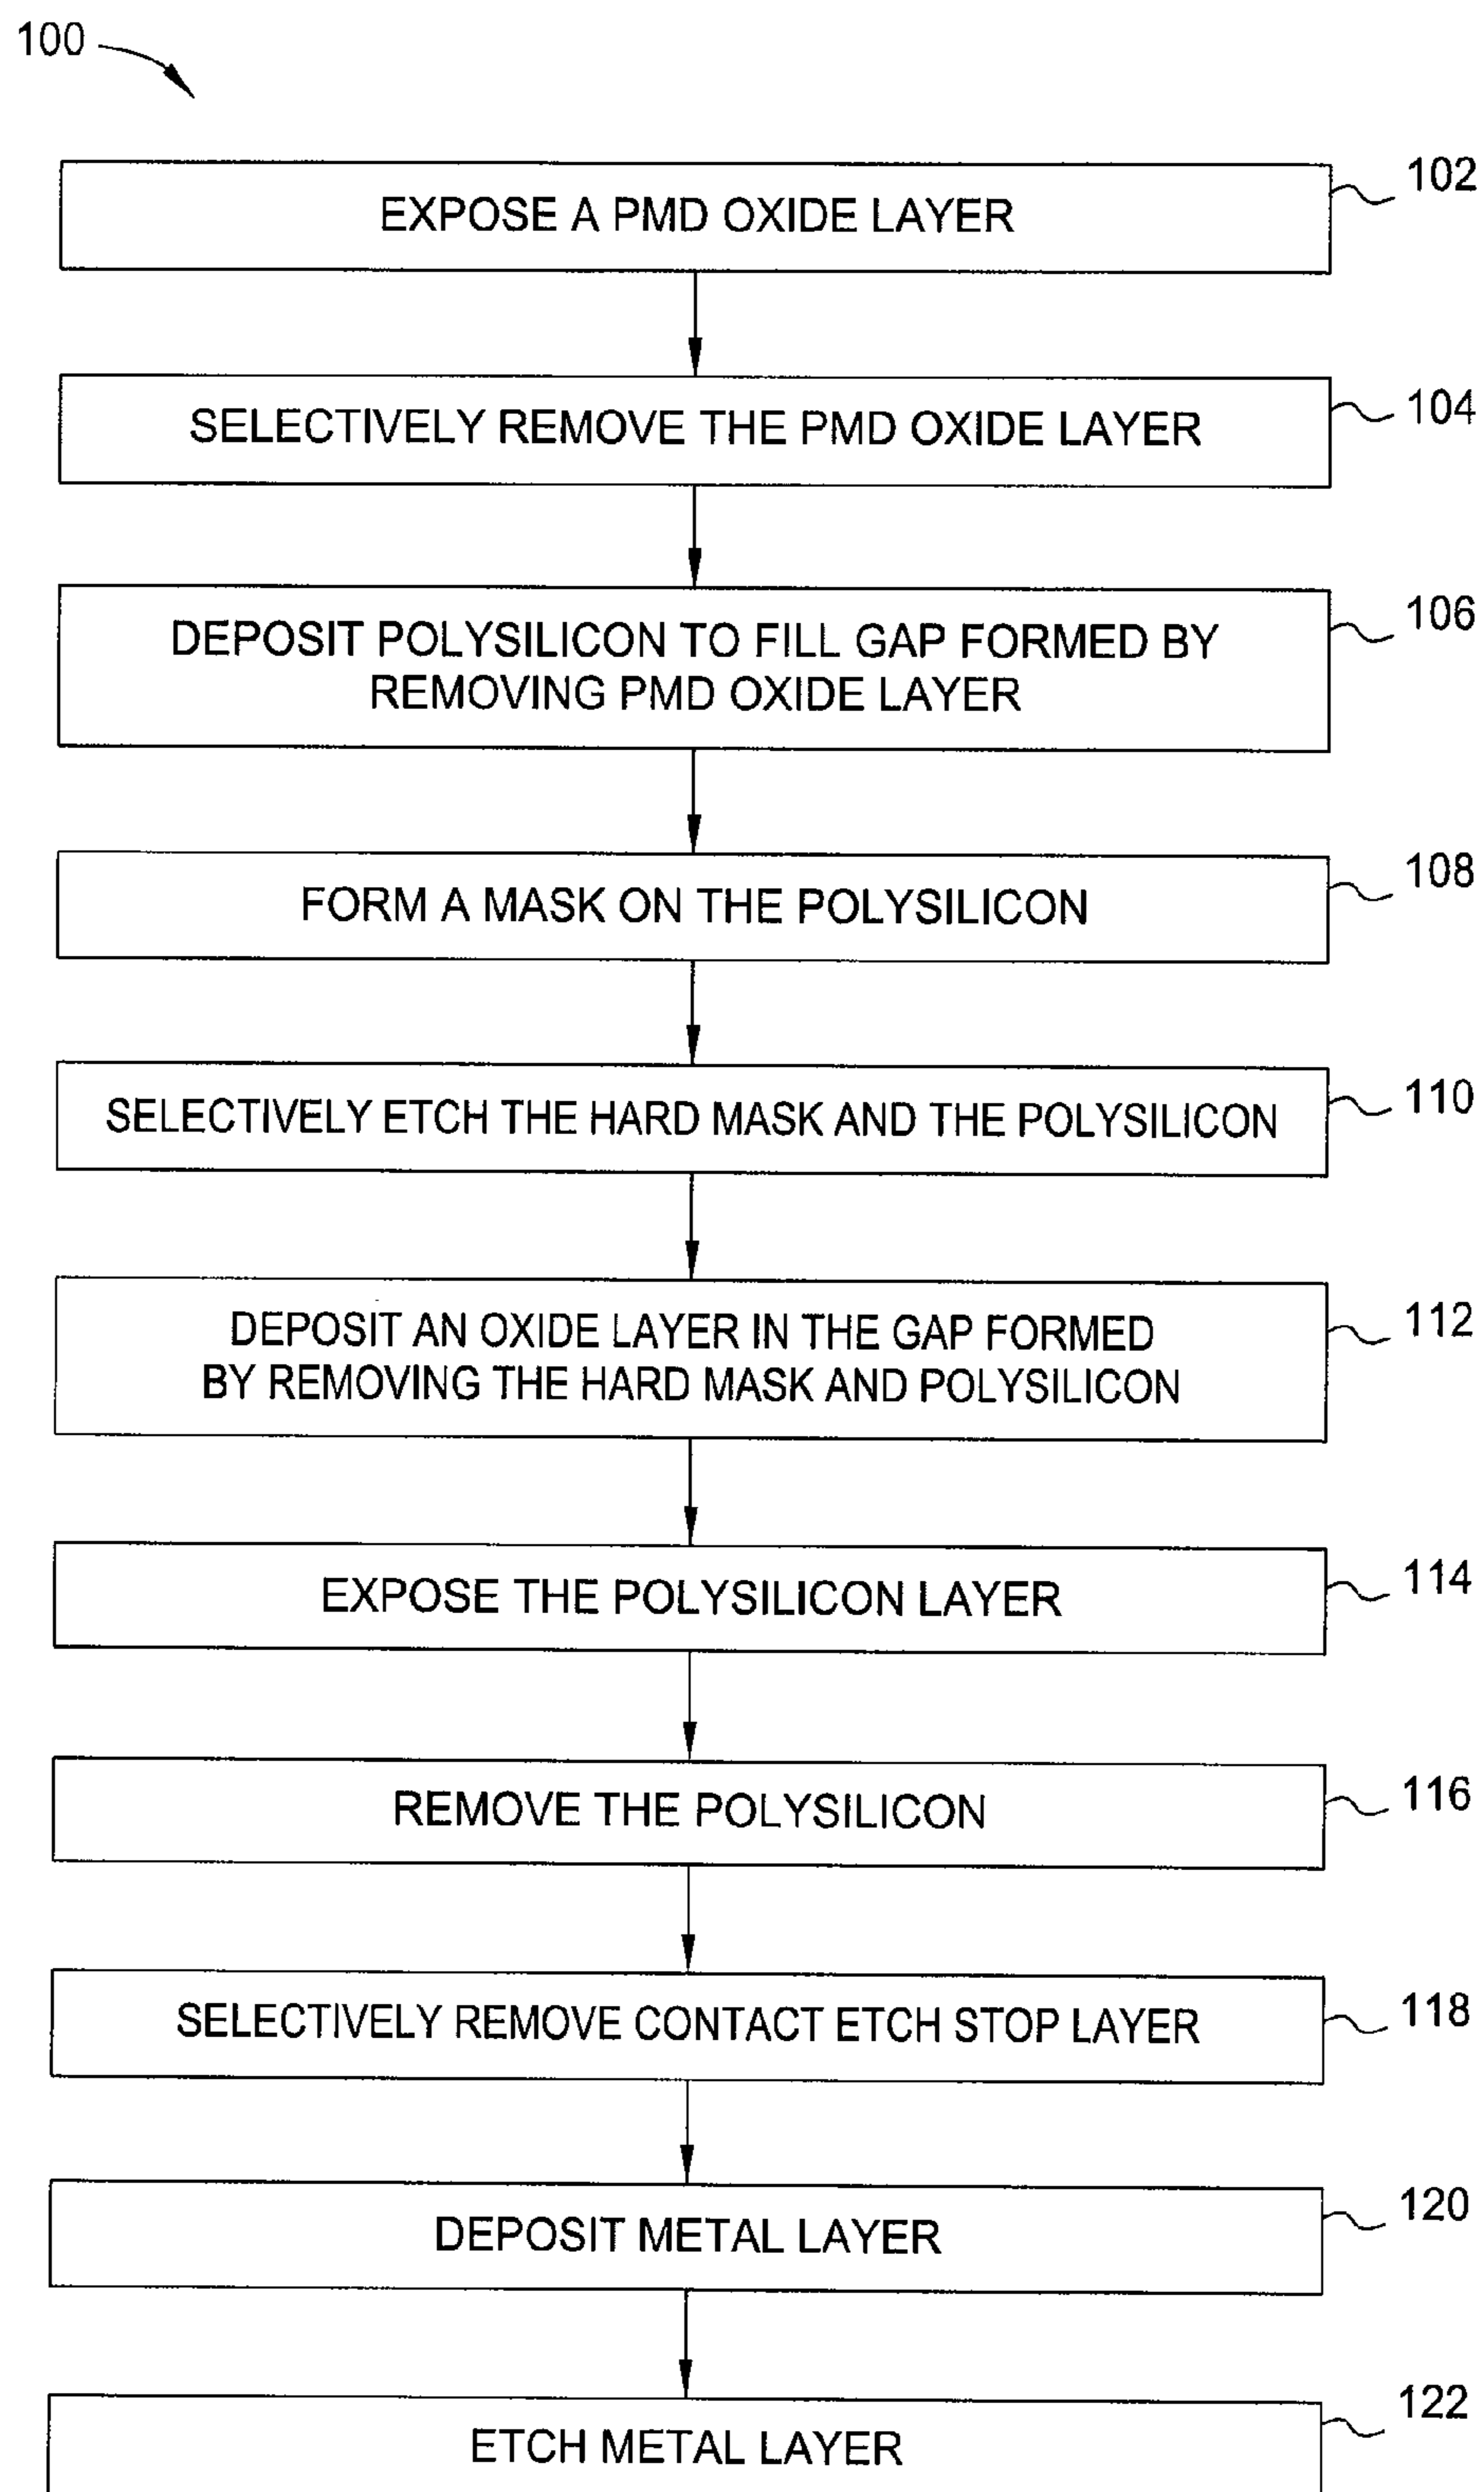 100
EXPOSE A PMD OXIDE LAYER
102
SELECTIVELY REMOVE THE PMD OXIDE LAYER
104
DEPOSIT POLYSILICON TO FILL GAP FORMED BY
REMOVING PMD OXIDE LAYER
106
FORM A MASK ON THE POLYSILICON
108
SELECTIVELY ETCH THE HARD MASK AND THE POLYSILICON
110
DEPOSIT AN OXIDE LAYER IN THE GAP FORMED
BY REMOVING THE HARD MASK AND POLYSILICON
112
EXPOSE THE POLYSILICON LAYER
114
REMOVE THE POLYSILICON
116
SELECTIVELY REMOVE CONTACT ETCH STOP LAYER
118
DEPOSIT METAL LAYER
120
ETCH METAL LAYER
122